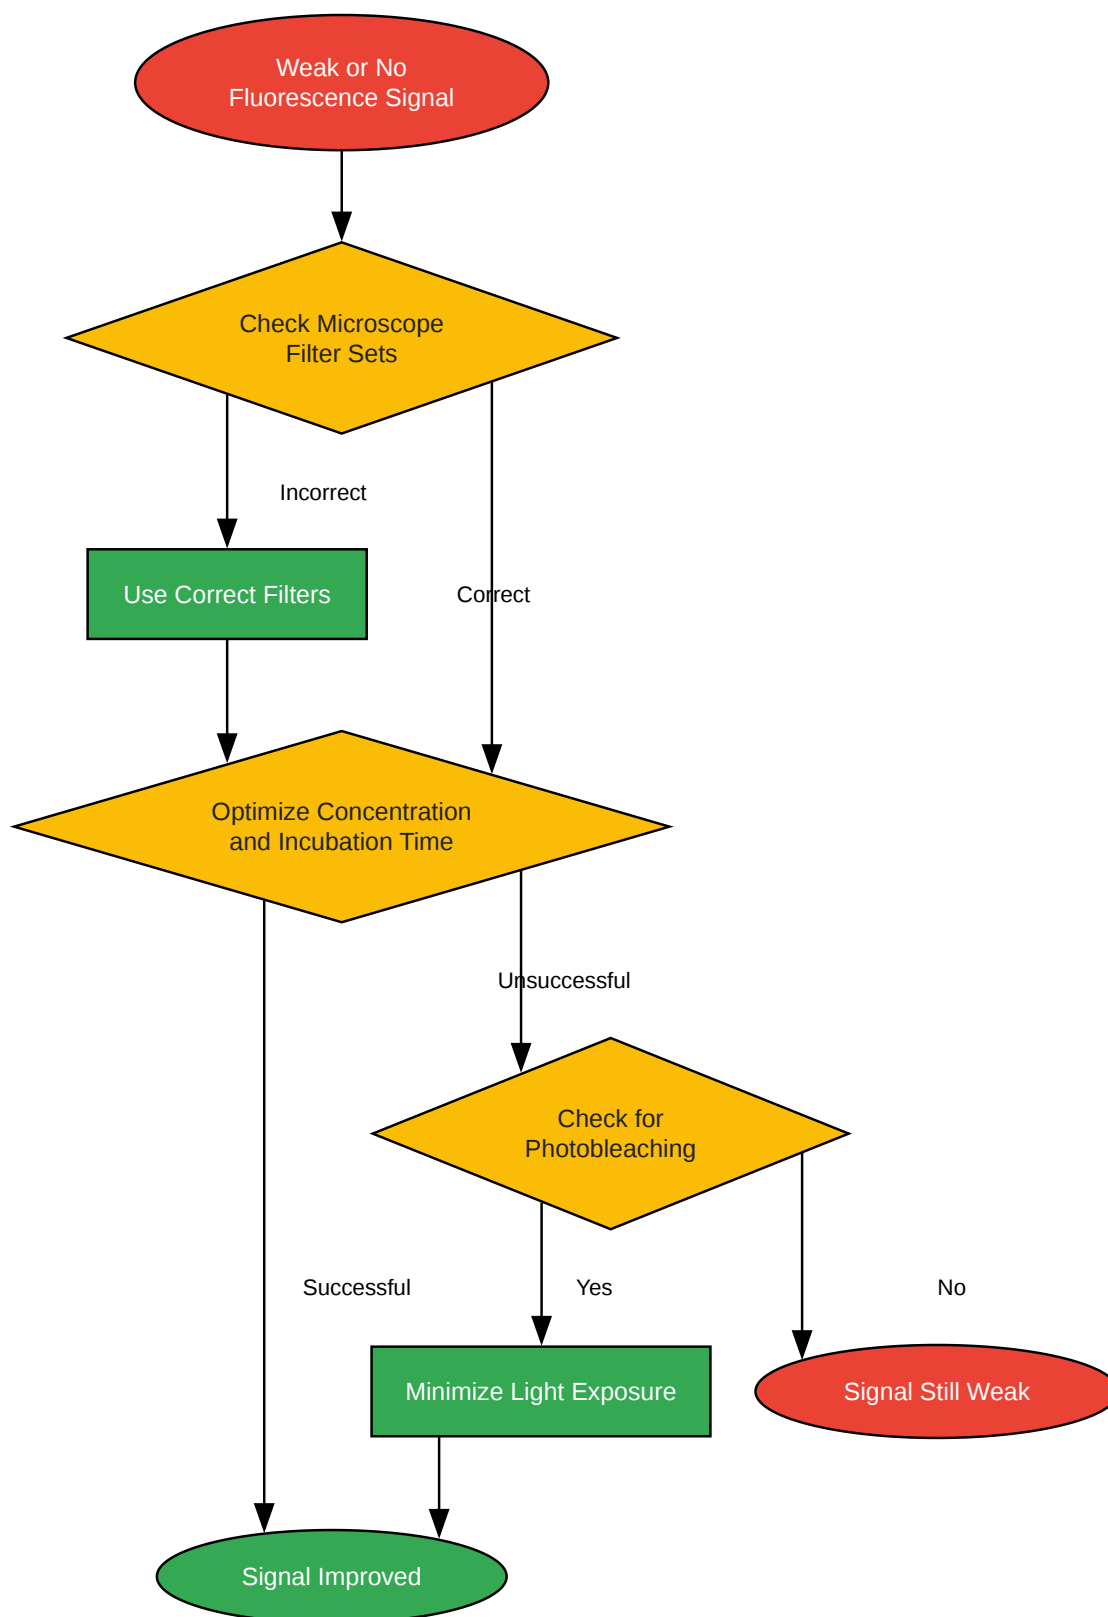 Weak or No
Fluorescence Signal
Check Microscope
Filter Sets
Incorrect
Use Correct Filters
Correct
Optimize Concentration
and Incubation Time
Unsuccessful
Check for
Photobleaching
Successful
Yes
No
Minimize Light Exposure
Signal Still Weak
Signal Improved